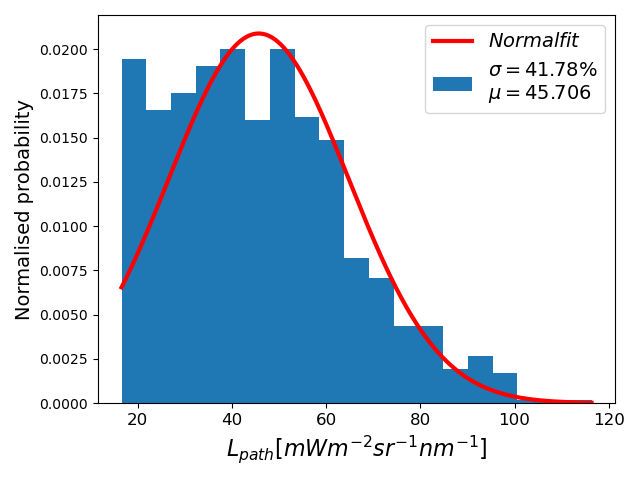 Normalfit
σ = 41.78%
μ = 45.706
Normalised probability
0.0200
0.0175
0.0150
0.0125
0.0100
0.0075
0.0050
0.0025
0.0000
20 40 60 80 100 120
L_path[mWm⁻²sr⁻¹nm⁻¹]